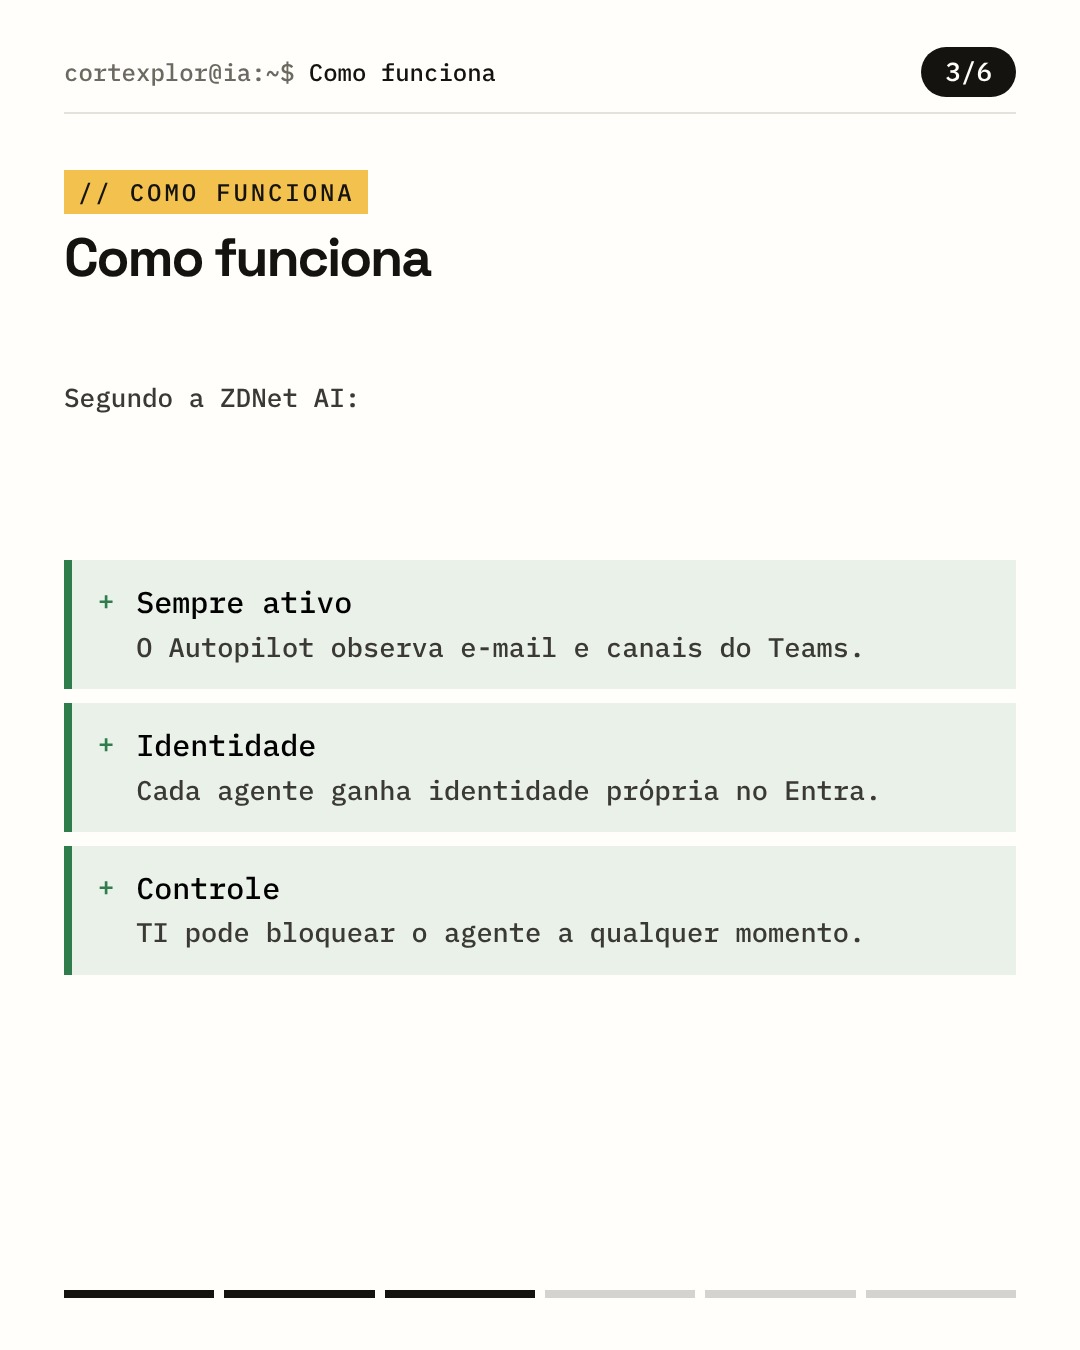 cortexplor@ia:~$ Como funciona
3/6
// COMO FUNCIONA
Como funciona
Segundo a ZDNet AI:
+ Sempre ativo
O Autopilot observa e-mail e canais do Teams.
+ Identidade
Cada agente ganha identidade própria no Entra.
+ Controle
TI pode bloquear o agente a qualquer momento.